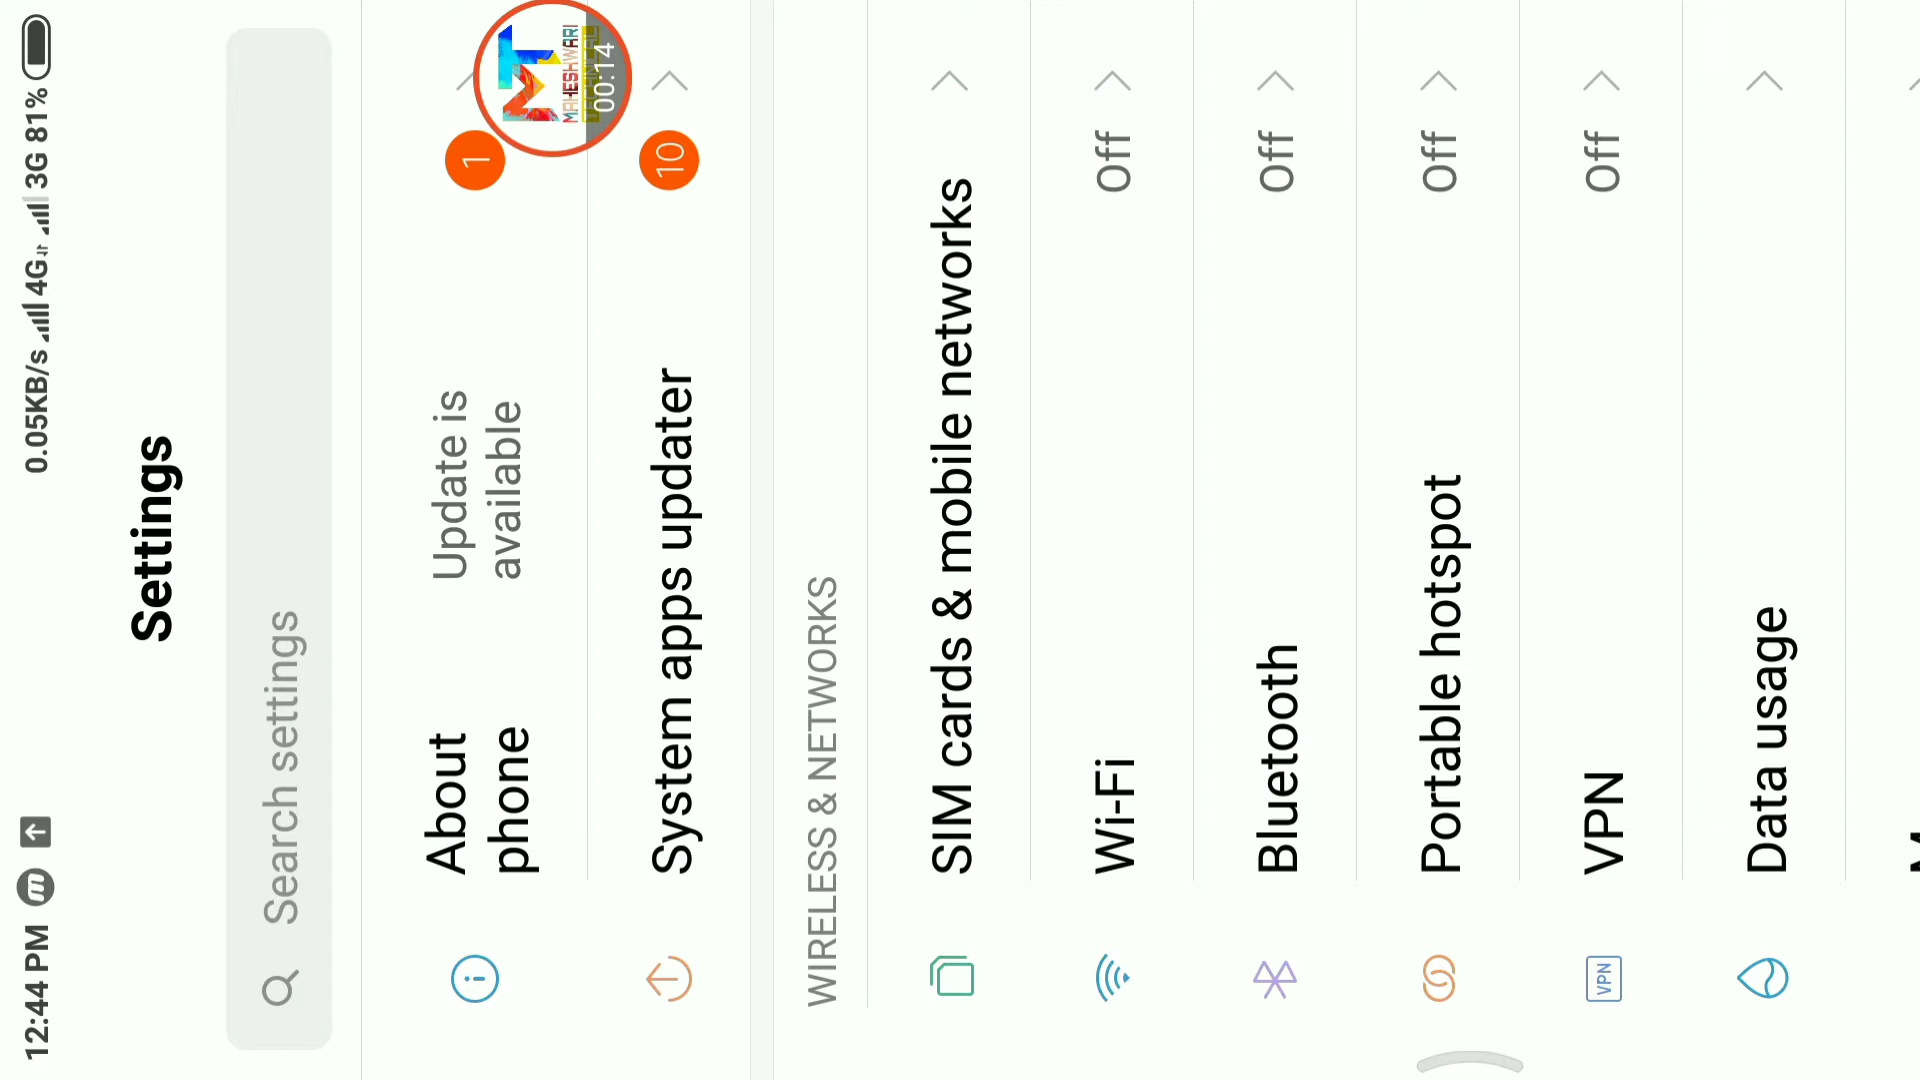 12:44 PM
0.05KB/s 4G 3G 81%
Settings
Search settings
About
phone
Update is
available
1
MT
MAHESHWARI
00:14
System apps updater
10
WIRELESS & NETWORKS
SIM cards & mobile networks
Wi-Fi
Off
Bluetooth
Off
Portable hotspot
Off
VPN
VPN
Off
Data usage